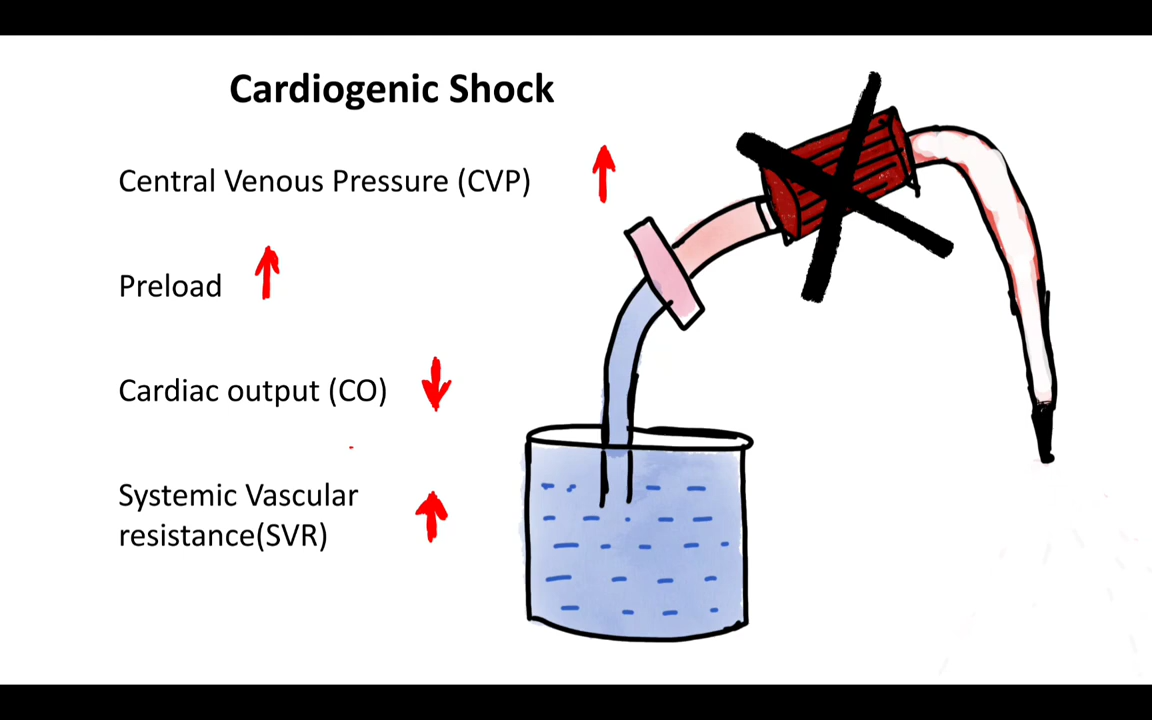 Cardiogenic Shock
Central Venous Pressure (CVP)
Preload
Cardiac output (CO)
Systemic Vascular
resistance(SVR)